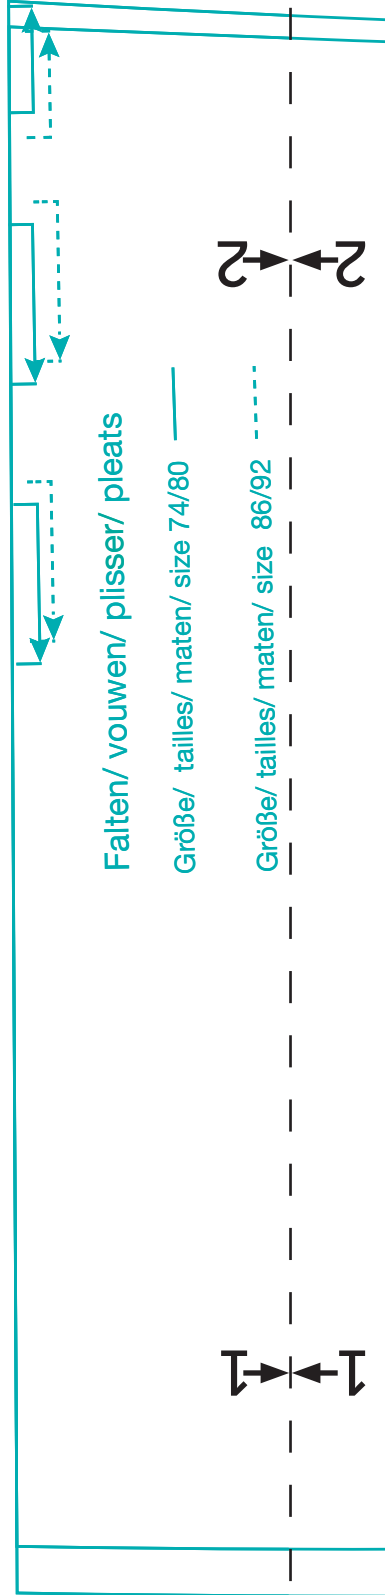 Falten/ vouwen/ plisser/ pleats
Größe/ tailles/ maten/ size 74/80
Größe/ tailles/ maten/ size 86/92
2 2
1 1